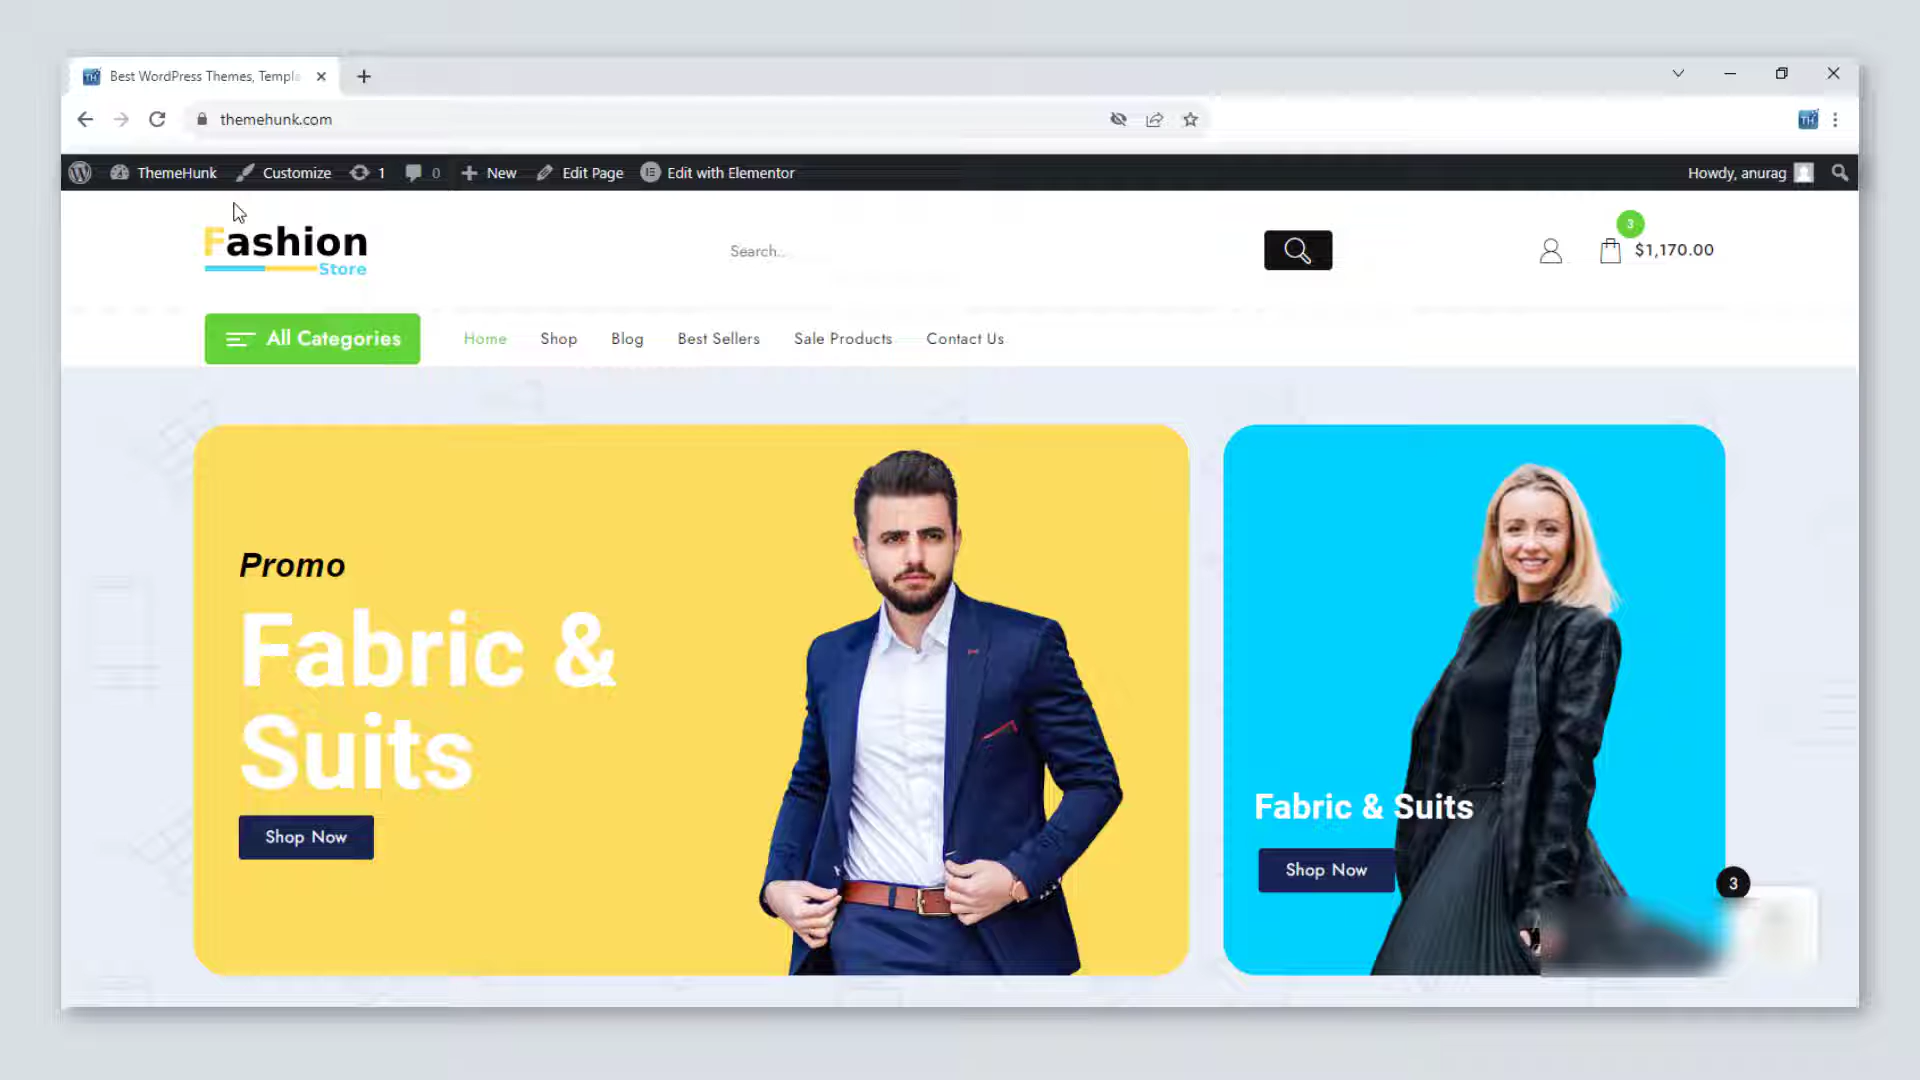 Best WordPress Themes, Templa
themehunk.com
ThemeHunk Customize 1 0 New Edit Page Edit with Elementor Howdy, anurag
Fashion
Store
Search...
3
$1,170.00
All Categories Home Shop Blog Best Sellers Sale Products Contact Us
Promo
Fabric &
Suits
Shop Now
Fabric & Suits
Shop Now
3